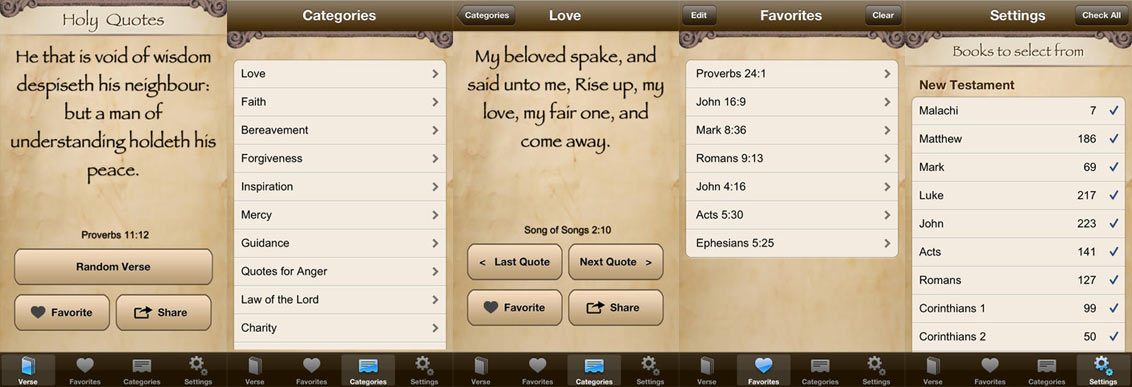 Holy Quotes
He that is void of wisdom
despiseth his neighbour:
but a man of
understanding holdeth his
peace.
Proverbs 11:12
Random Verse
Favorite
Share
Verse
Favorites
Categories
Settings
Categories
Love
Faith
Bereavement
Forgiveness
Inspiration
Mercy
Guidance
Quotes for Anger
Law of the Lord
Charity
Verse
Favorites
Categories
Settings
Categories
Love
My beloved spake, and
said unto me, Rise up, my
love, my fair one, and
come away.
Song of Songs 2:10
< Last Quote
Next Quote >
Favorite
Share
Verse
Favorites
Categories
Settings
Edit
Favorites
Clear
Proverbs 24:1
John 16:9
Mark 8:36
Romans 9:13
John 4:16
Acts 5:30
Ephesians 5:25
Verse
Favorites
Categories
Settings
Settings
Check All
Books to select from
New Testament
Malachi 7 ✓
Matthew 186 ✓
Mark 69 ✓
Luke 217 ✓
John 223 ✓
Acts 141 ✓
Romans 127 ✓
Corinthians 1 99 ✓
Corinthians 2 50 ✓
Verse
Favorites
Categories
Settings